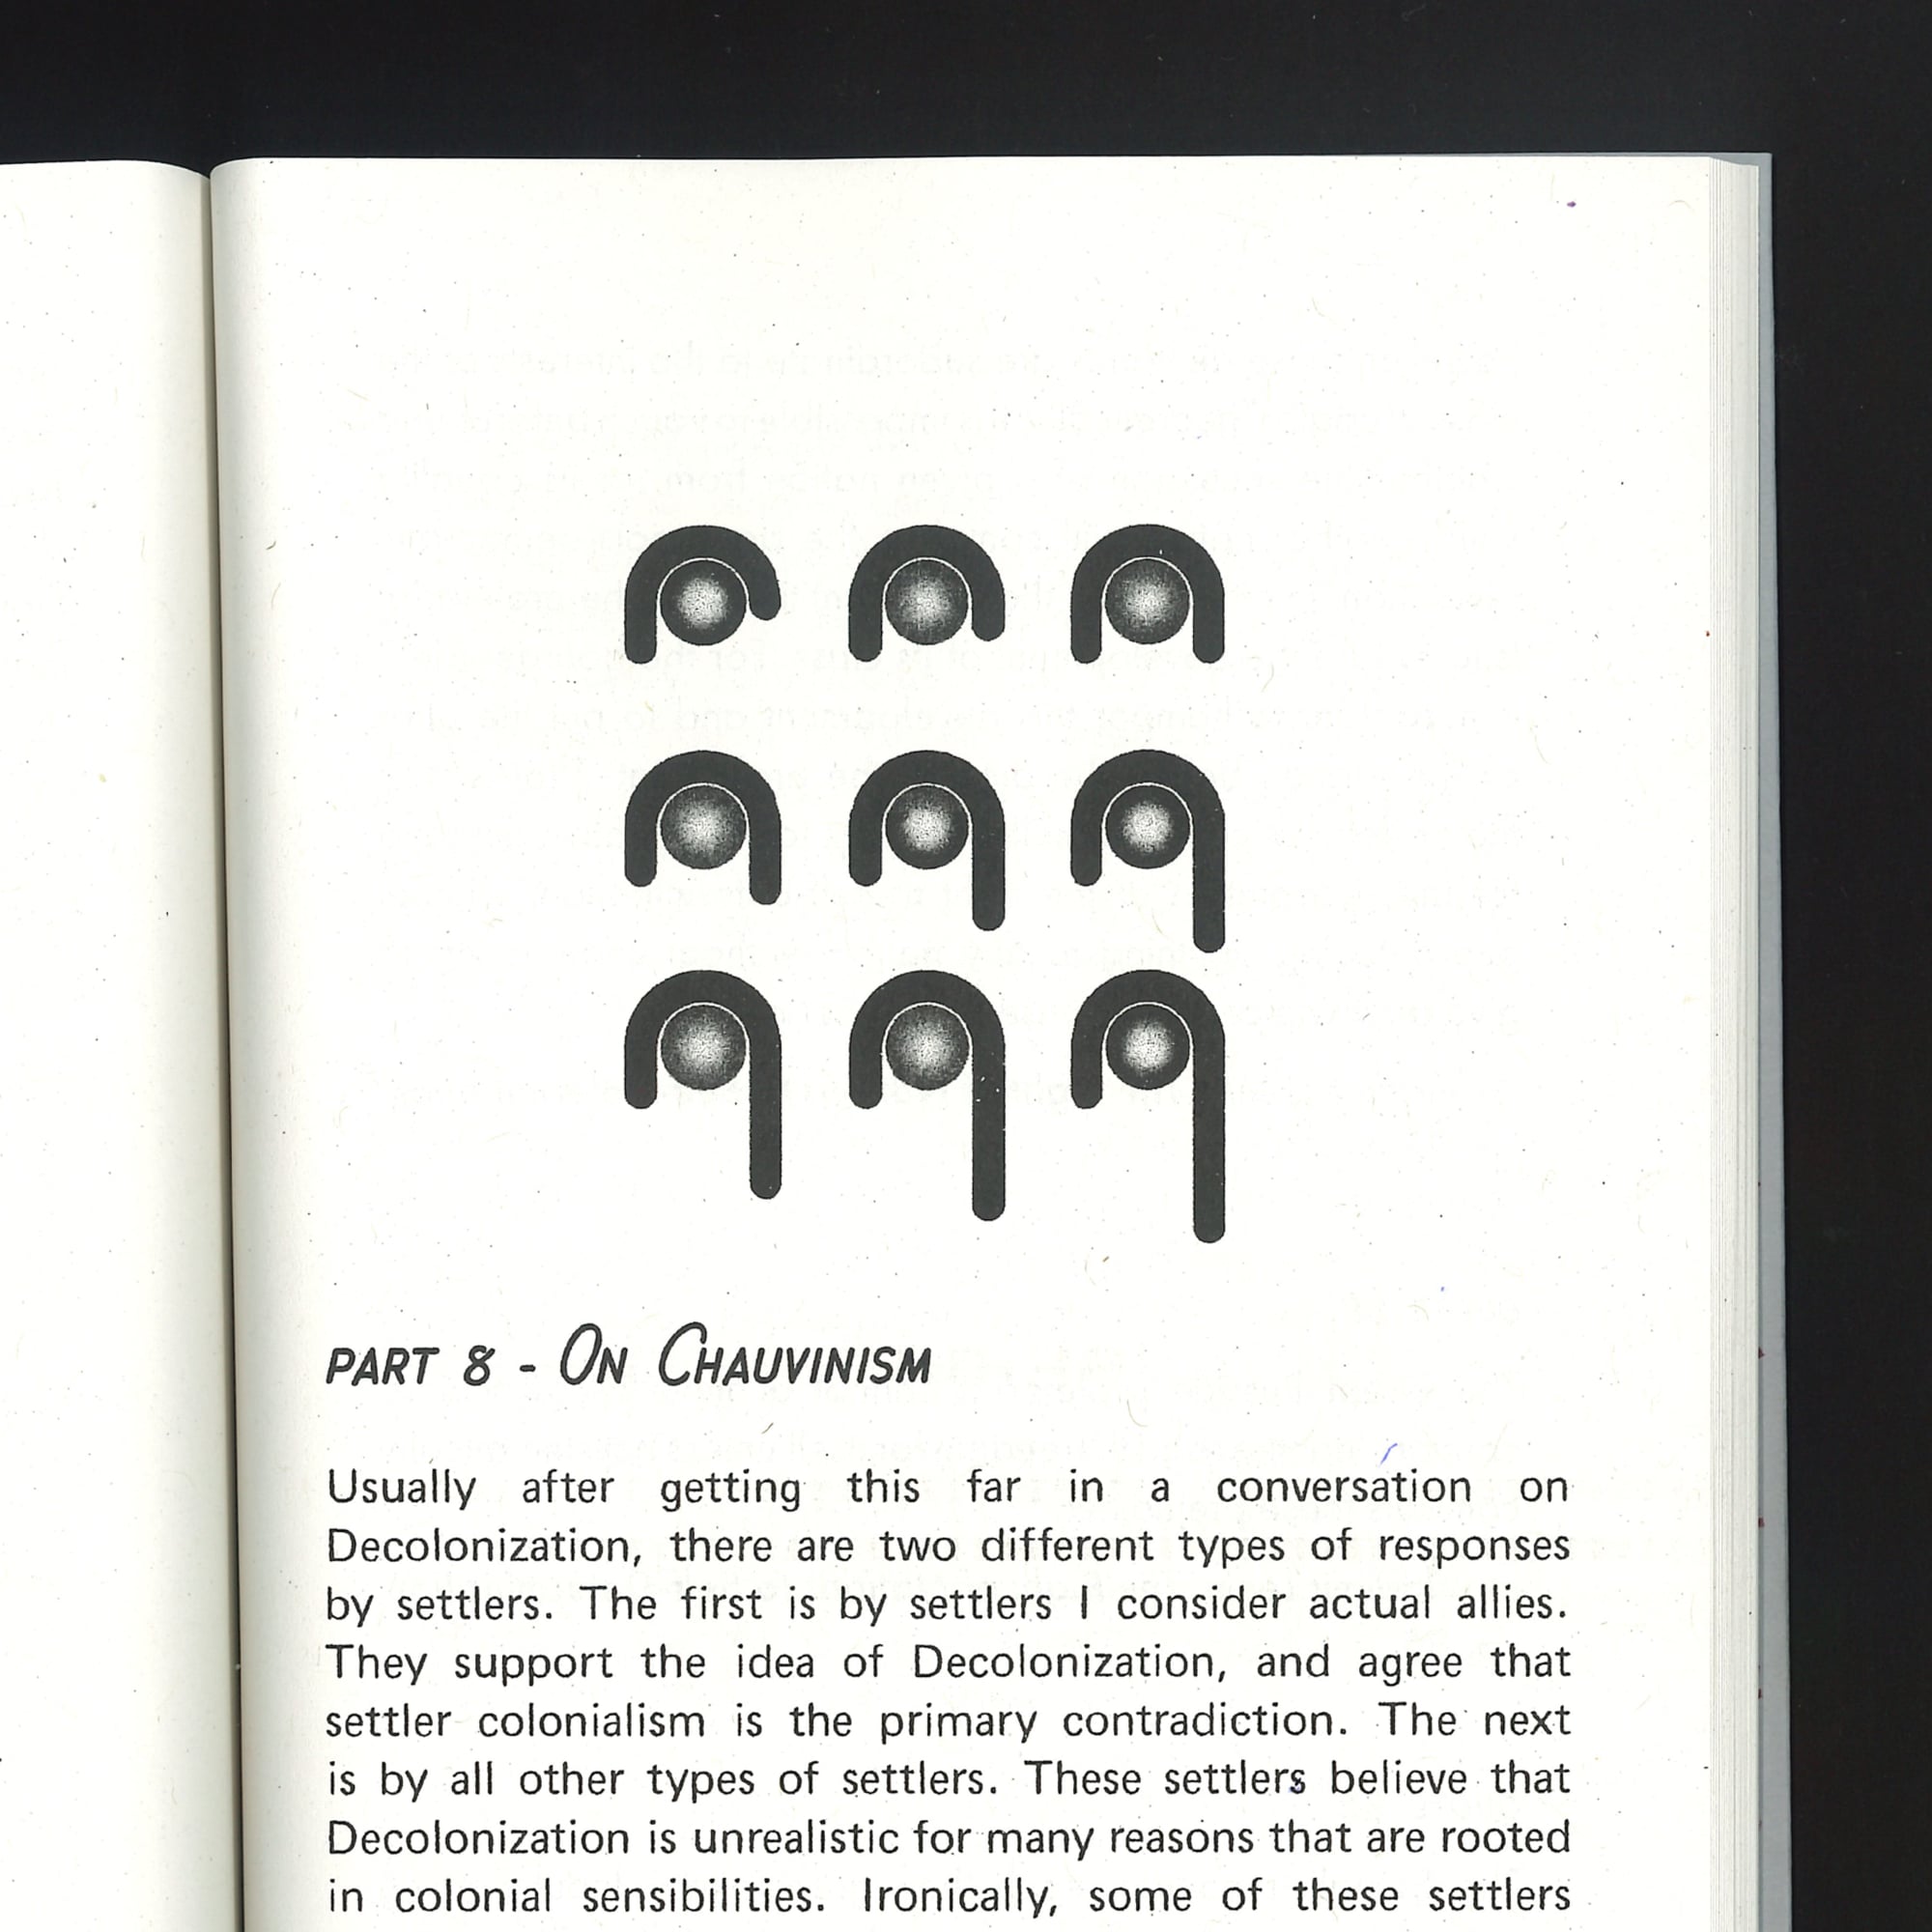 PART 8 - ON CHAUVINISM
Usually after getting this far in a conversation on
Decolonization, there are two different types of responses
by settlers. The first is by settlers I consider actual allies.
They support the idea of Decolonization, and agree that
settler colonialism is the primary contradiction. The next
is by all other types of settlers. These settlers believe that
Decolonization is unrealistic for many reasons that are rooted
in colonial sensibilities. Ironically, some of these settlers